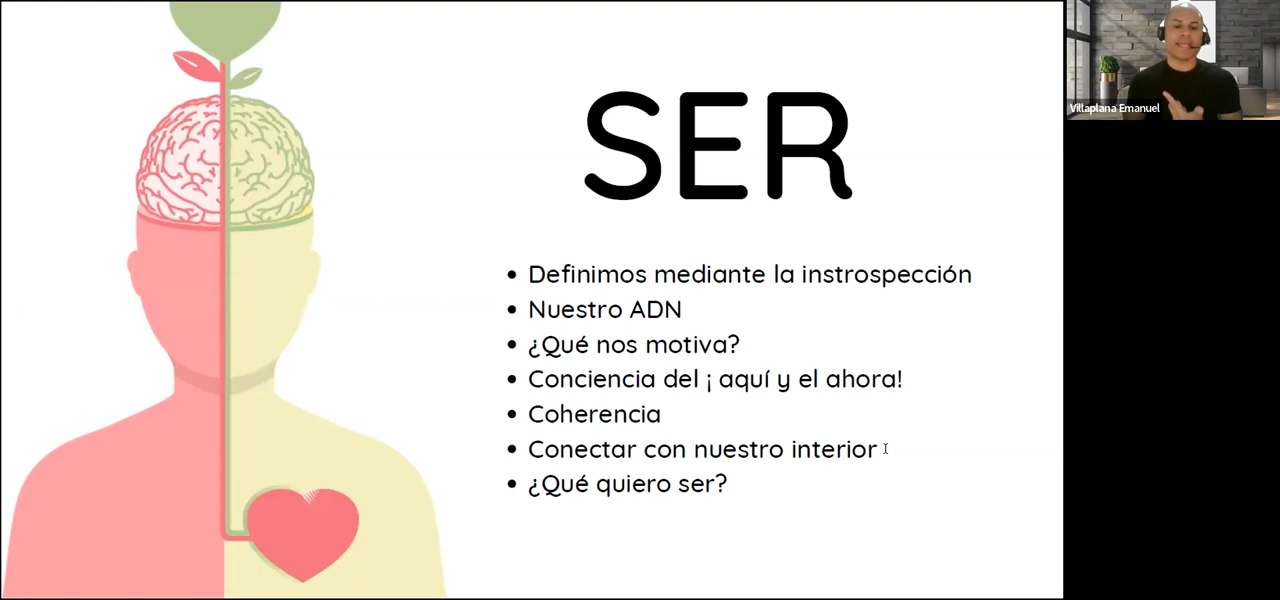 SER
• Definimos mediante la instrospección
• Nuestro ADN
• ¿Qué nos motiva?
• Conciencia del ¡ aquí y el ahora!
• Coherencia
• Conectar con nuestro interior
• ¿Qué quiero ser?
Villaplana Emanuel